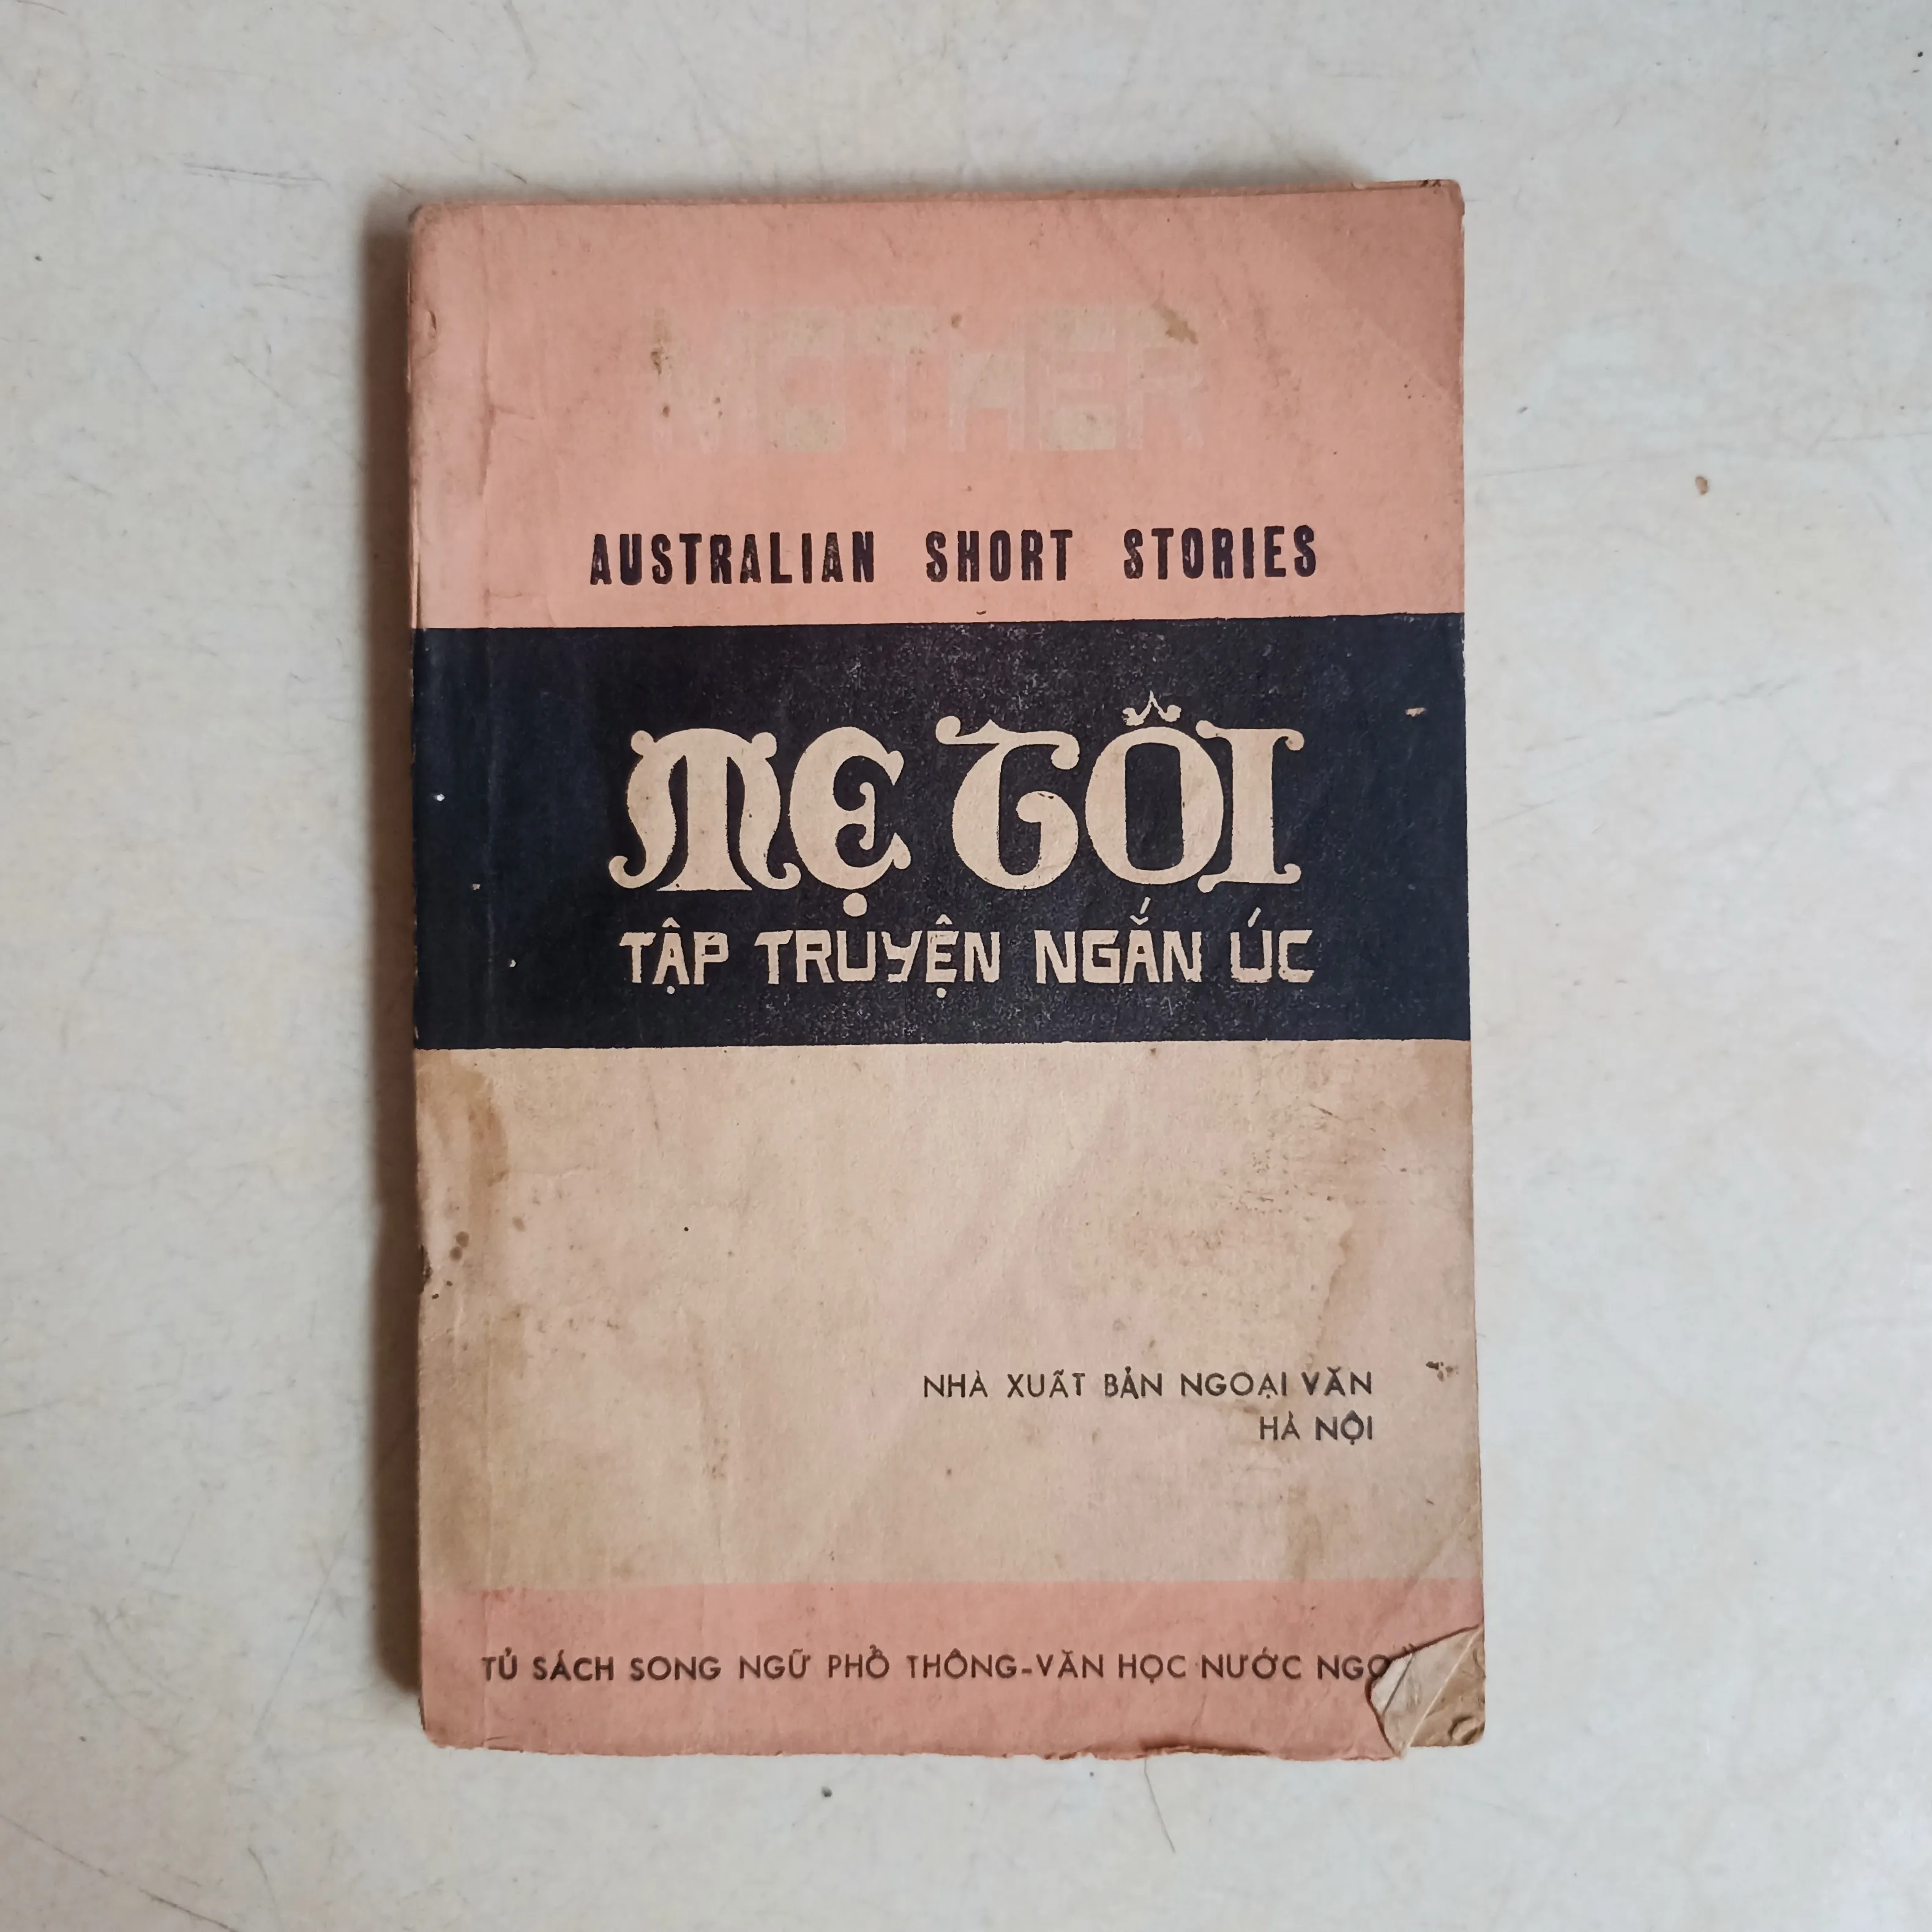 MOTHER
AUSTRALIAN SHORT STORIES
MẸ TÔI
TẬP TRUYỆN NGẮN ÚC
NHÀ XUẤT BẢN NGOẠI VĂN
HÀ NỘI
TỦ SÁCH SONG NGỮ PHỔ THÔNG-VĂN HỌC NƯỚC